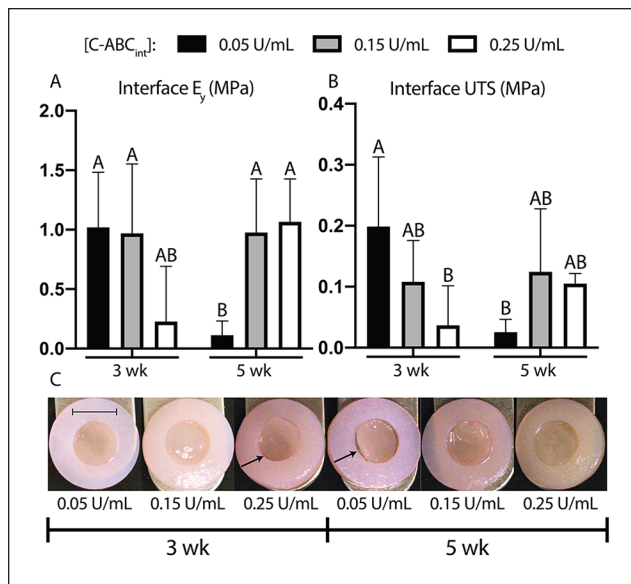 [C-ABCint]: 0.05 U/mL 0.15 U/mL 0.25 U/mL
A Interface Ey (MPa)
2.0
1.5
1.0
0.5
0.0
A A AB B A A
3 wk 5 wk
B Interface UTS (MPa)
0.4
0.3
0.2
0.1
0.0
A AB B B AB AB
3 wk 5 wk
C
0.05 U/mL 0.15 U/mL 0.25 U/mL 0.05 U/mL 0.15 U/mL 0.25 U/mL
3 wk 5 wk